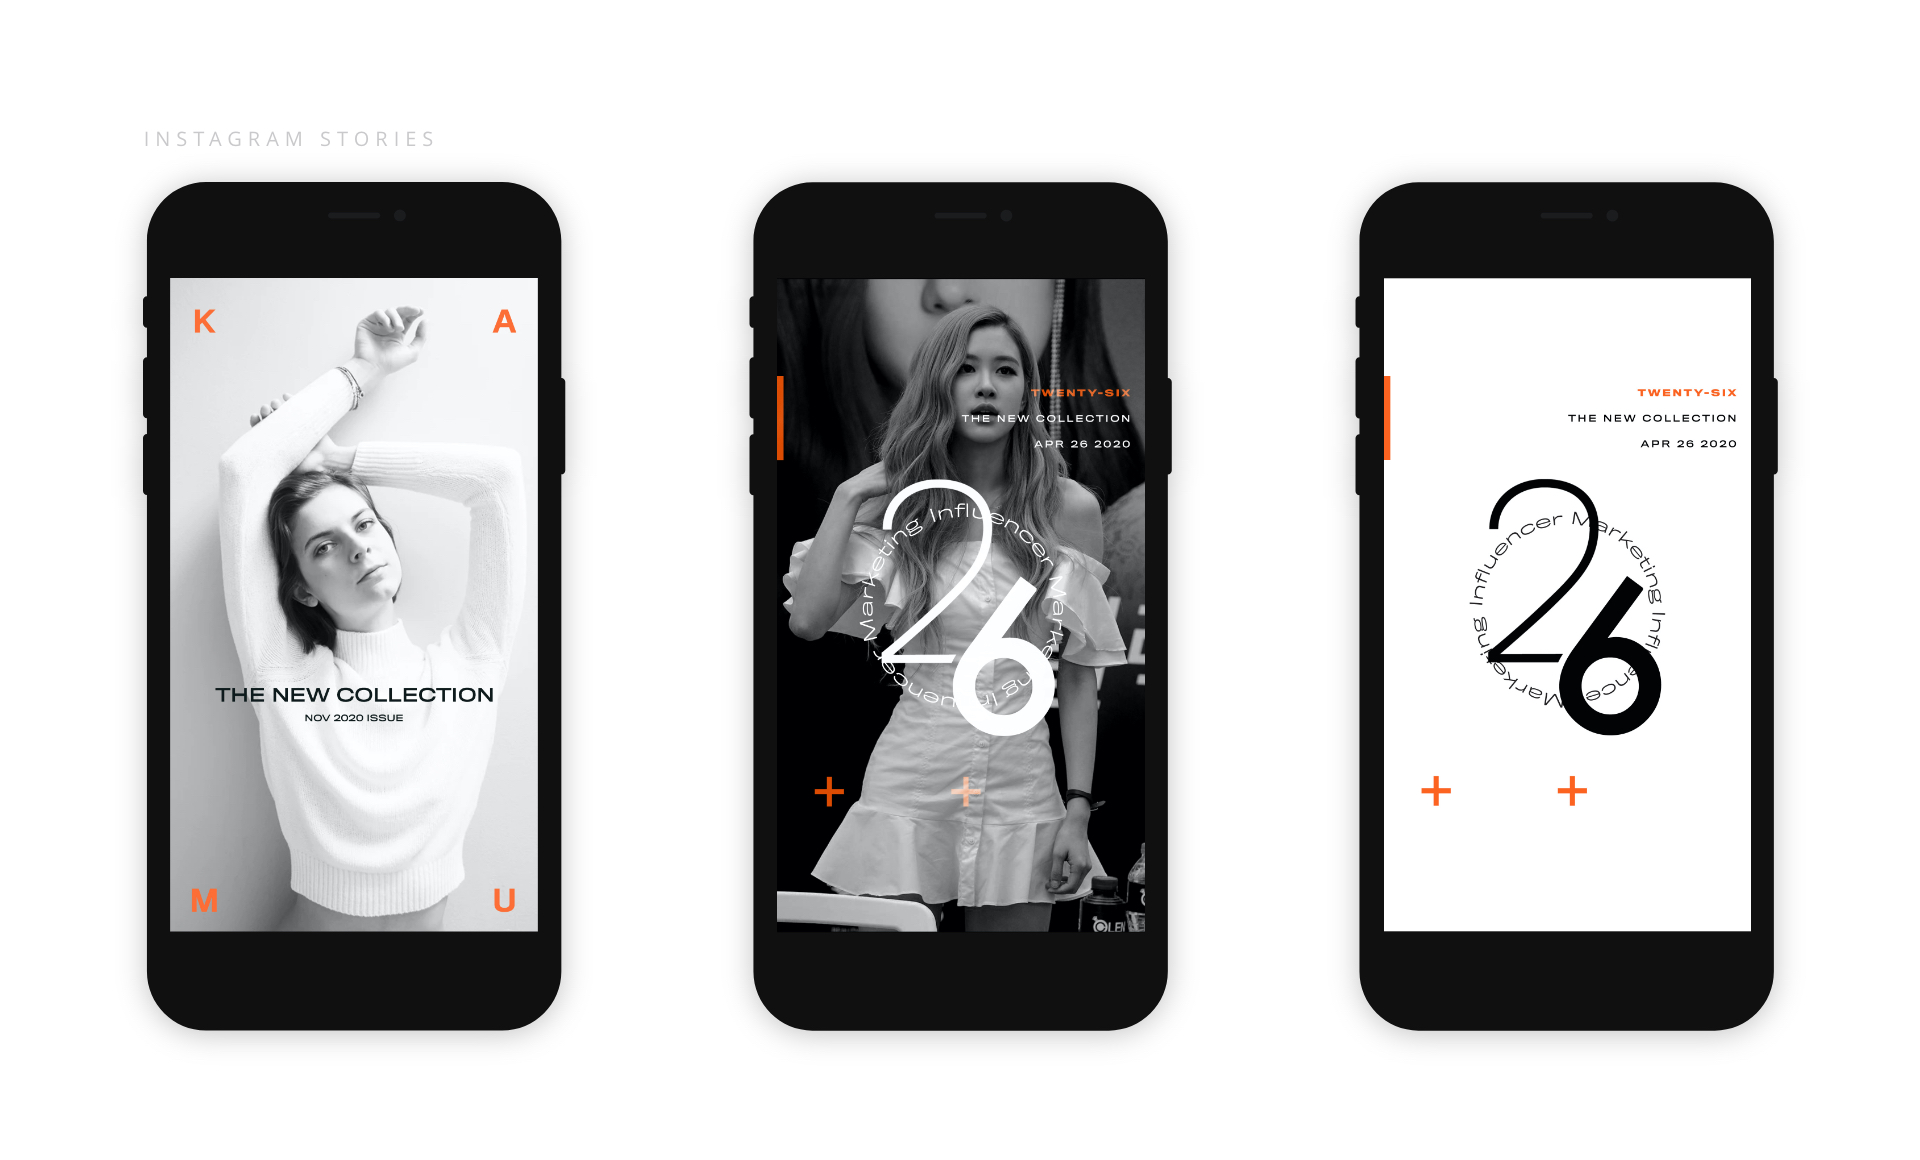 INSTAGRAM STORIES
K A
THE NEW COLLECTION
NOV 2020 ISSUE
M U
TWENTY-SIX
THE NEW COLLECTION
APR 26 2020
26
Marketing Influencer Marketing Influencer
TWENTY-SIX
THE NEW COLLECTION
APR 26 2020
26
Influencer Marketing Influence Mark